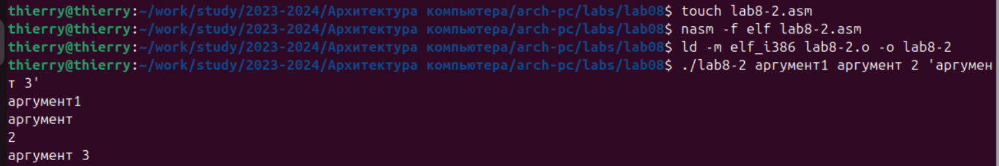 thierry@thierry:~/work/study/2023-2024/Архитектура компьютера/arch-pc/labs/lab08$ touch lab8-2.asm
thierry@thierry:~/work/study/2023-2024/Архитектура компьютера/arch-pc/labs/lab08$ nasm -f elf lab8-2.asm
thierry@thierry:~/work/study/2023-2024/Архитектура компьютера/arch-pc/labs/lab08$ ld -m elf_i386 lab8-2.o -o lab8-2
thierry@thierry:~/work/study/2023-2024/Архитектура компьютера/arch-pc/labs/lab08$ ./lab8-2 аргумент1 аргумент 2 'аргумен
т 3'
аргумент1
аргумент
2
аргумент 3